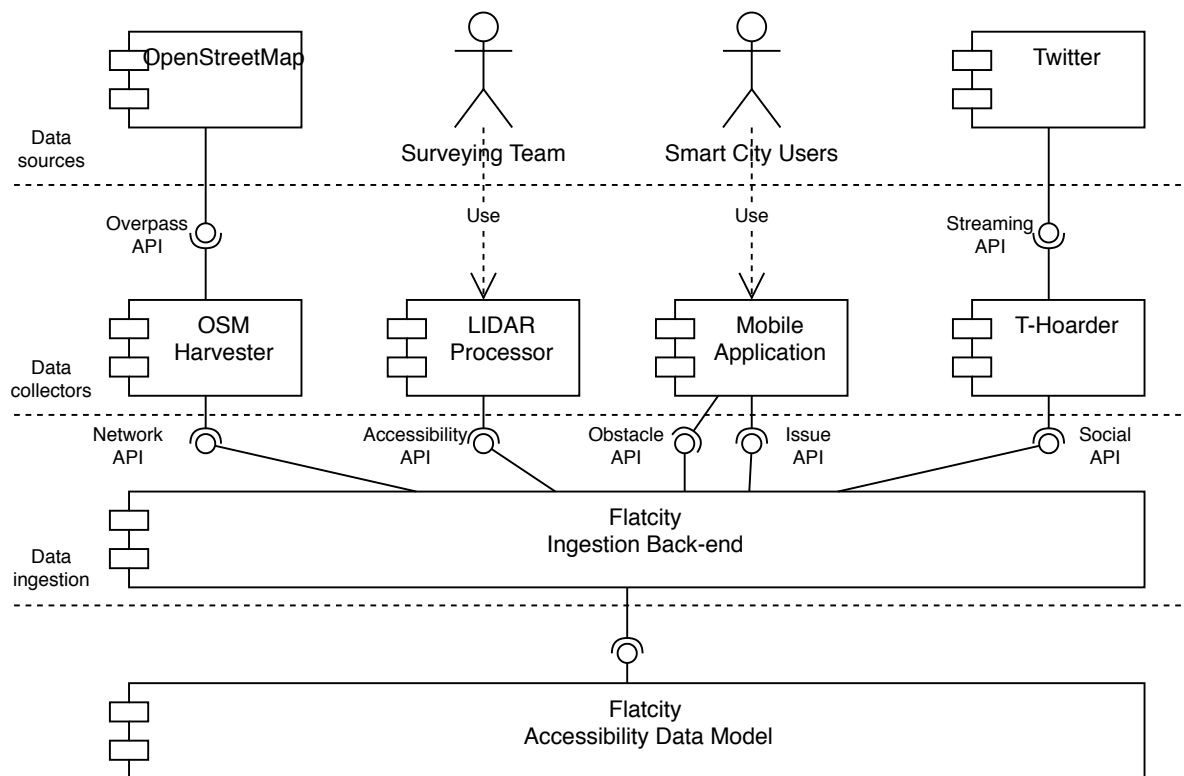 OpenStreetMap
Twitter
Data
sources
Surveying Team
Smart City Users
Overpass
API
Use
Use
Streaming
API
OSM
Harvester
LIDAR
Processor
Mobile
Application
T-Hoarder
Data
collectors
Network
API
Accessibility
API
Obstacle
API
Issue
API
Social
API
Flatcity
Ingestion Back-end
Data
ingestion
Flatcity
Accessibility Data Model